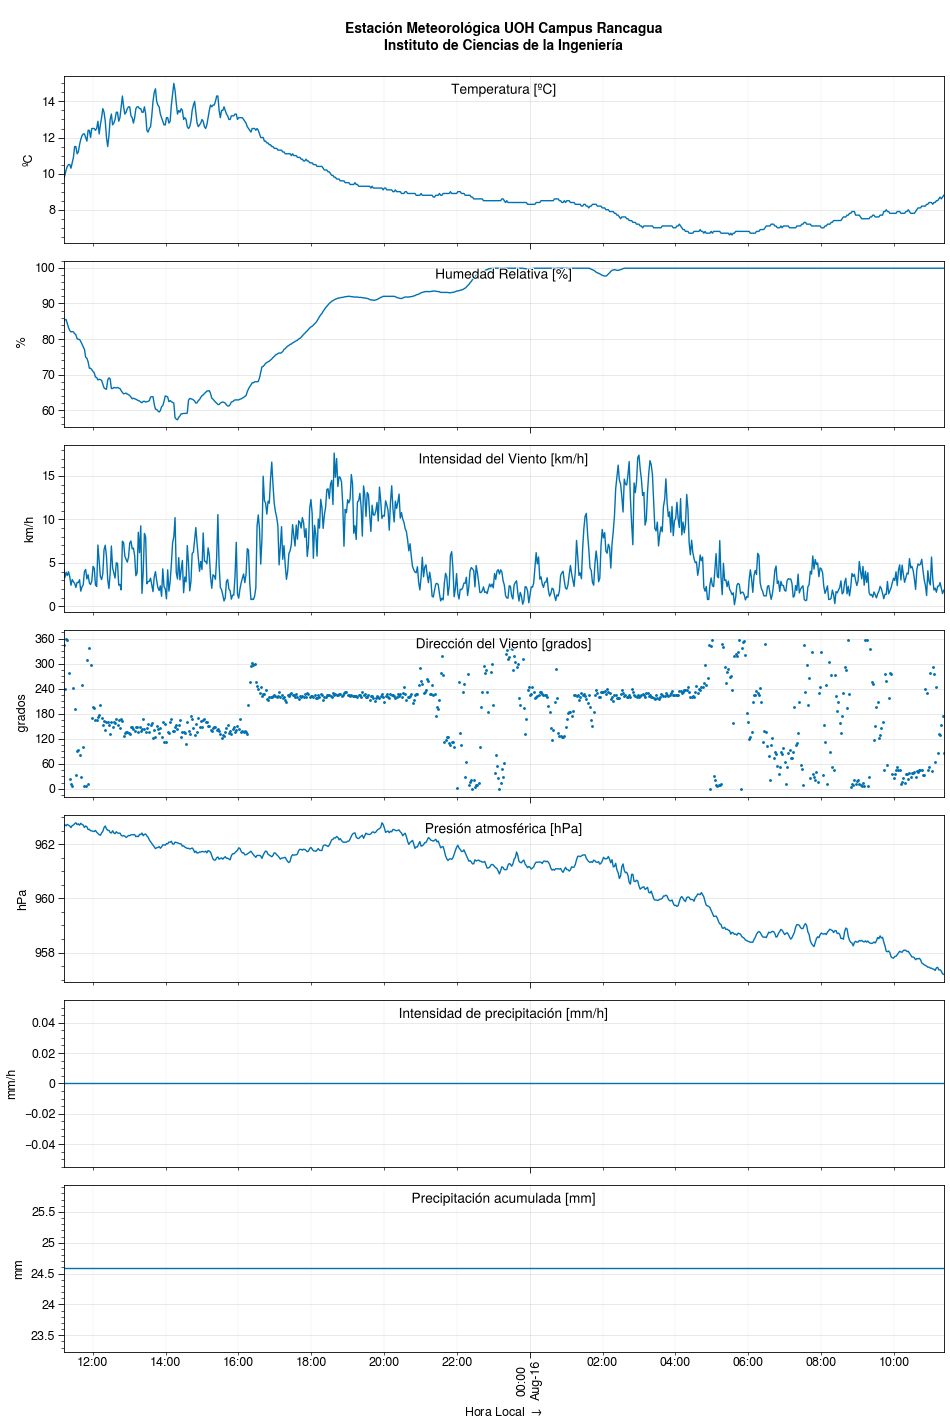 Estación Meteorológica UOH Campus Rancagua
Instituto de Ciencias de la Ingeniería
Temperatura [ºC]
ºC
14
12
10
8
Humedad Relativa [%]
%
100
90
80
70
60
Intensidad del Viento [km/h]
km/h
15
10
5
0
Dirección del Viento [grados]
grados
360
300
240
180
120
60
0
Presión atmosférica [hPa]
hPa
962
960
958
Intensidad de precipitación [mm/h]
mm/h
0.04
0.02
0
−0.02
−0.04
Precipitación acumulada [mm]
mm
25.5
25
24.5
24
23.5
12:00
14:00
16:00
18:00
20:00
22:00
00:00
Aug-16
02:00
04:00
06:00
08:00
10:00
Hora Local →